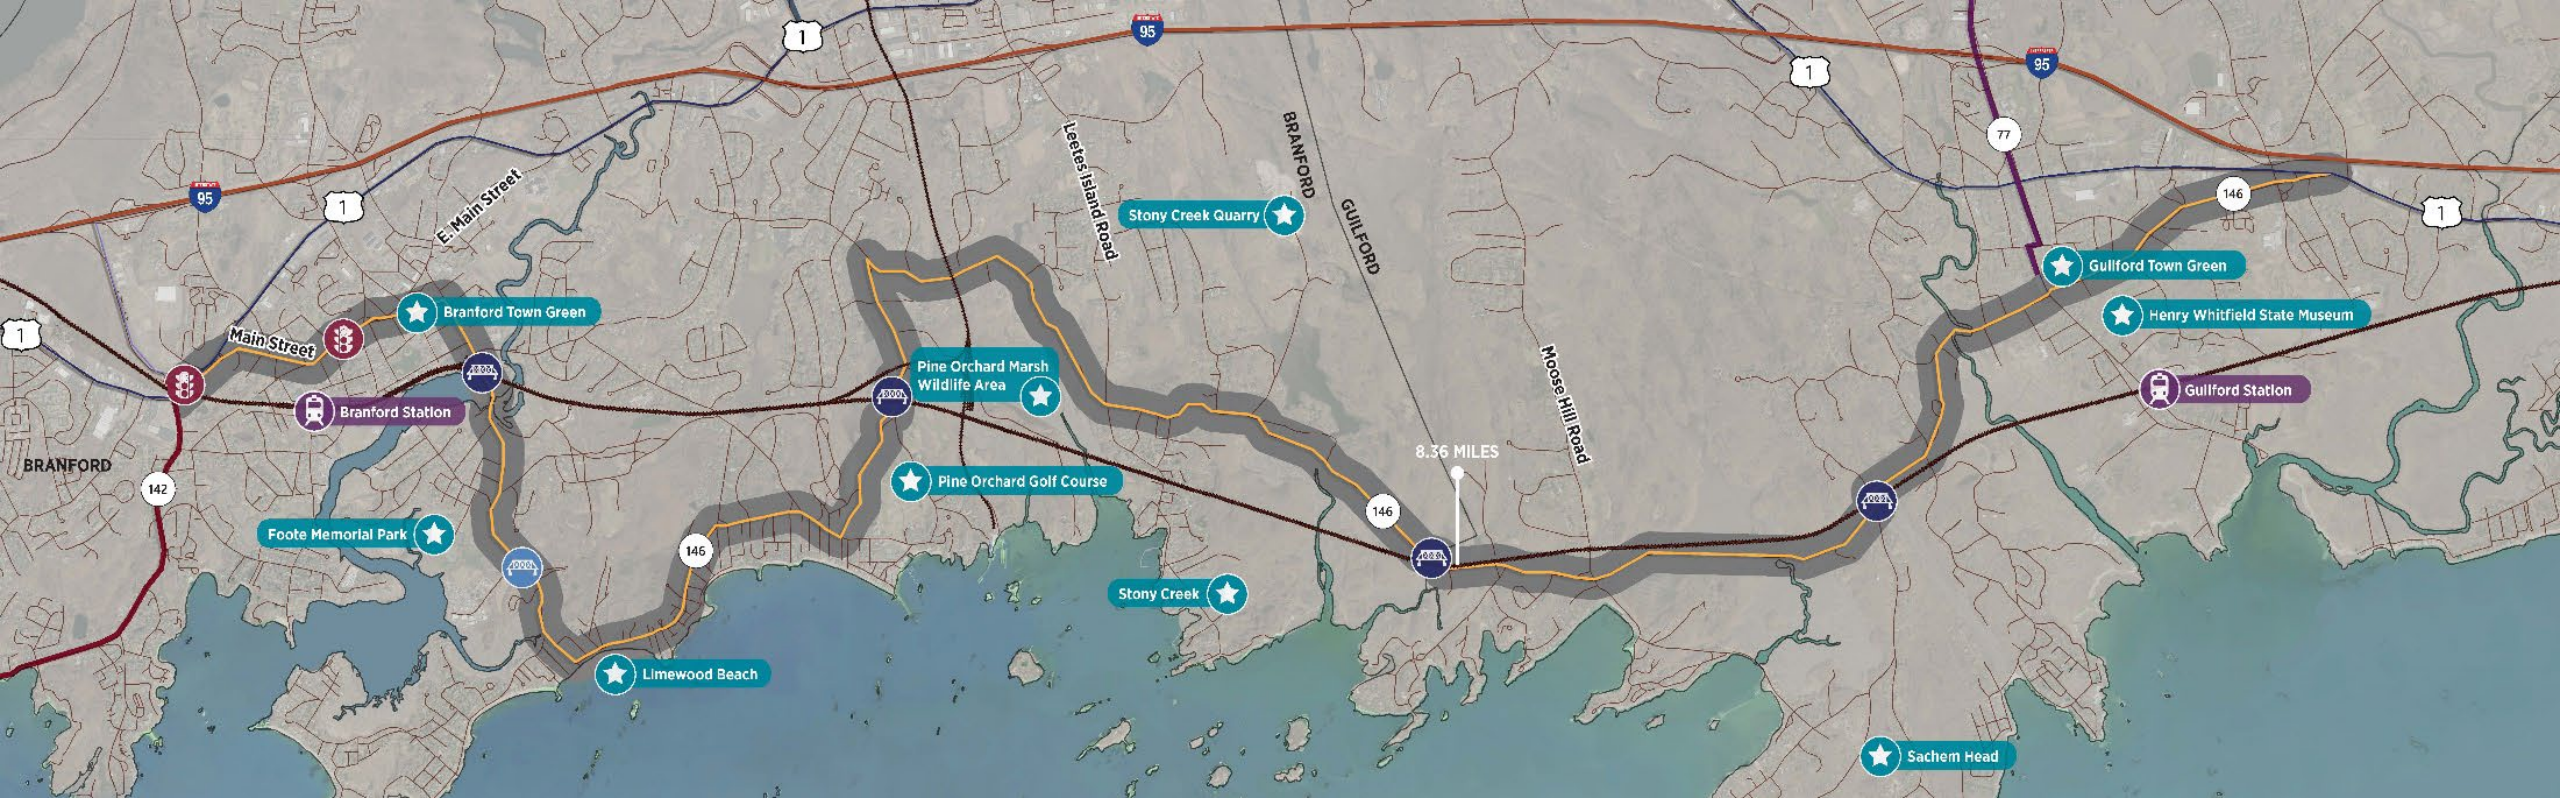 1
95
1
95
77
1
Leetes Island Road
BRANFORD
GUILFORD
E. Main Street
95
1
Stony Creek Quarry
146
1
Guilford Town Green
Branford Town Green
Henry Whitfield State Museum
1
Main Street
Pine Orchard Marsh
Wildlife Area
Moose Hill Road
Guilford Station
Branford Station
BRANFORD
142
8.36 MILES
Pine Orchard Golf Course
146
Foote Memorial Park
146
Stony Creek
Limewood Beach
Sachem Head